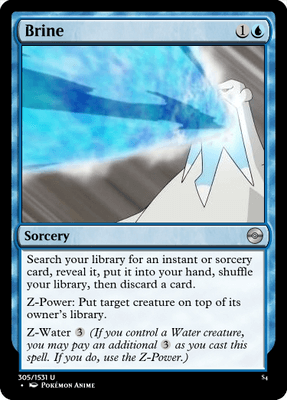 Brine 1
Sorcery
Search your library for an instant or sorcery
card, reveal it, put it into your hand, shuffle
your library, then discard a card.
Z-Power: Put target creature on top of its
owner's library.
Z-Water 3 (If you control a Water creature,
you may pay an additional 3 as you cast
this spell. If you do, use the Z-Power.)
305/1531 U S4
• Pokémon Anime